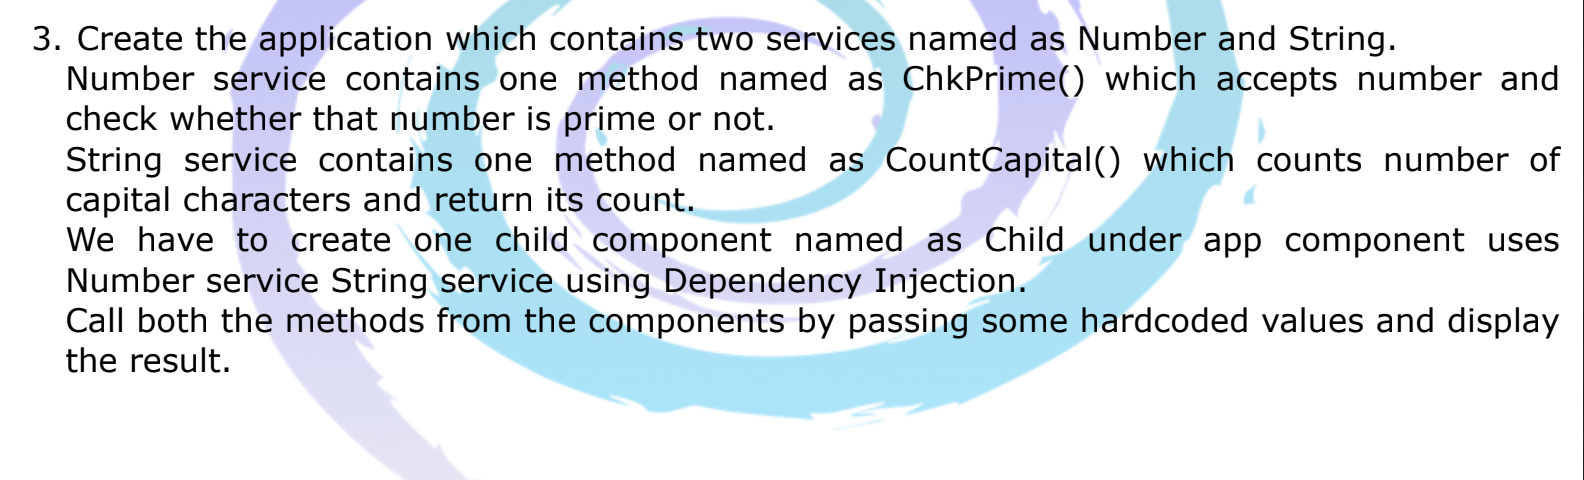 3. Create the application which contains two services named as Number and String.
Number service contains one method named as ChkPrime() which accepts number and
check whether that number is prime or not.
String service contains one method named as CountCapital() which counts number of
capital characters and return its count.
We have to create one child component named as Child under app component uses
Number service String service using Dependency Injection.
Call both the methods from the components by passing some hardcoded values and display
the result.